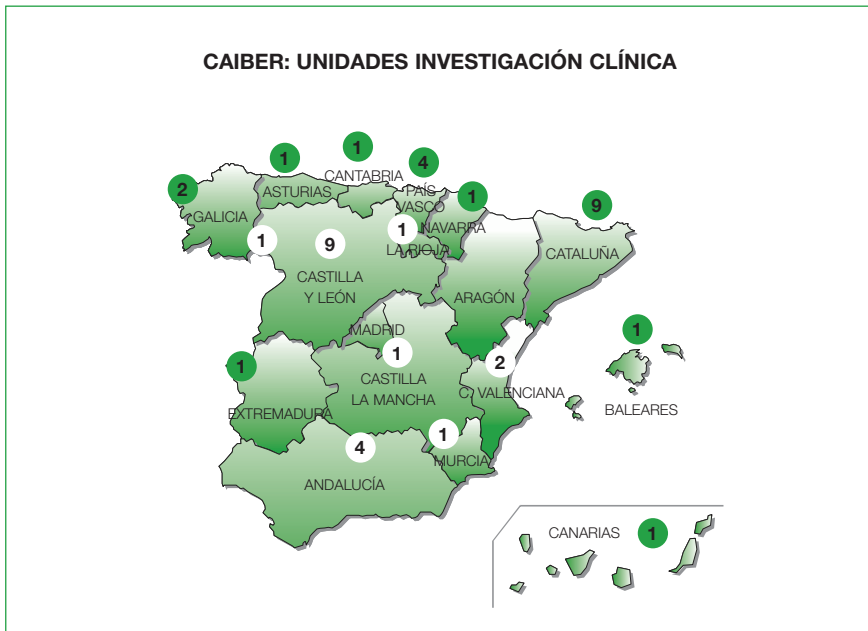 CAIBER: UNIDADES INVESTIGACIÓN CLÍNICA
1
1
4
CANTABRIA
2
ASTURIAS
PAÍS
VASCO
1
9
GALICIA
NAVARRA
1
9
1
LA RIOJA
CATALUÑA
CASTILLA
Y LEÓN
ARAGÓN
MADRID
1
1
1
2
CASTILLA
LA MANCHA
C. VALENCIANA
EXTREMADURA
BALEARES
4
1
MURCIA
ANDALUCÍA
CANARIAS
1